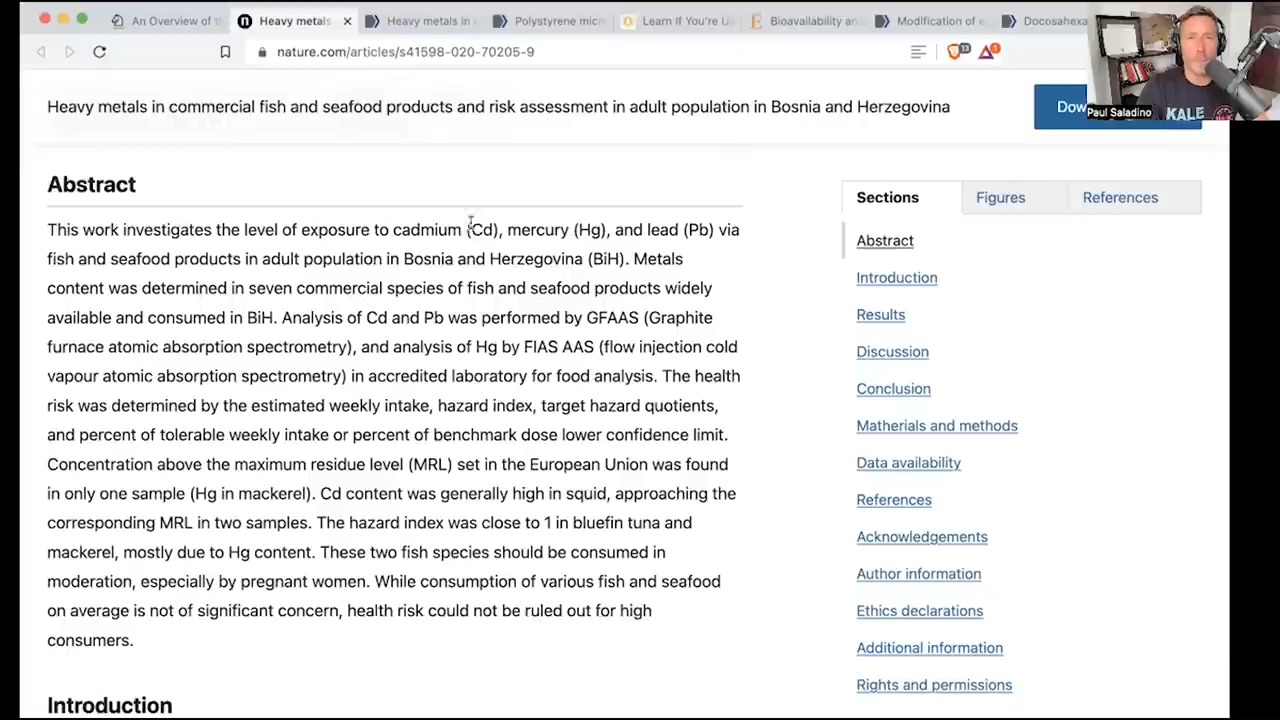 An Overview of t
Heavy metals
Heavy metals in
Polystyrene micr
Learn If You're U
Bioavailability an
Modification of
Docosahexa
nature.com/articles/s41598-020-70205-9
13
1
Heavy metals in commercial fish and seafood products and risk assessment in adult population in Bosnia and Herzegovina
Dow
Paul Saladino
KALE
Abstract
This work investigates the level of exposure to cadmium (Cd), mercury (Hg), and lead (Pb) via
fish and seafood products in adult population in Bosnia and Herzegovina (BiH). Metals
content was determined in seven commercial species of fish and seafood products widely
available and consumed in BiH. Analysis of Cd and Pb was performed by GFAAS (Graphite
furnace atomic absorption spectrometry), and analysis of Hg by FIAS AAS (flow injection cold
vapour atomic absorption spectrometry) in accredited laboratory for food analysis. The health
risk was determined by the estimated weekly intake, hazard index, target hazard quotients,
and percent of tolerable weekly intake or percent of benchmark dose lower confidence limit.
Concentration above the maximum residue level (MRL) set in the European Union was found
in only one sample (Hg in mackerel). Cd content was generally high in squid, approaching the
corresponding MRL in two samples. The hazard index was close to 1 in bluefin tuna and
mackerel, mostly due to Hg content. These two fish species should be consumed in
moderation, especially by pregnant women. While consumption of various fish and seafood
on average is not of significant concern, health risk could not be ruled out for high
consumers.
Introduction
Sections
Figures
References
Abstract
Introduction
Results
Discussion
Conclusion
Matherials and methods
Data availability
References
Acknowledgements
Author information
Ethics declarations
Additional information
Rights and permissions